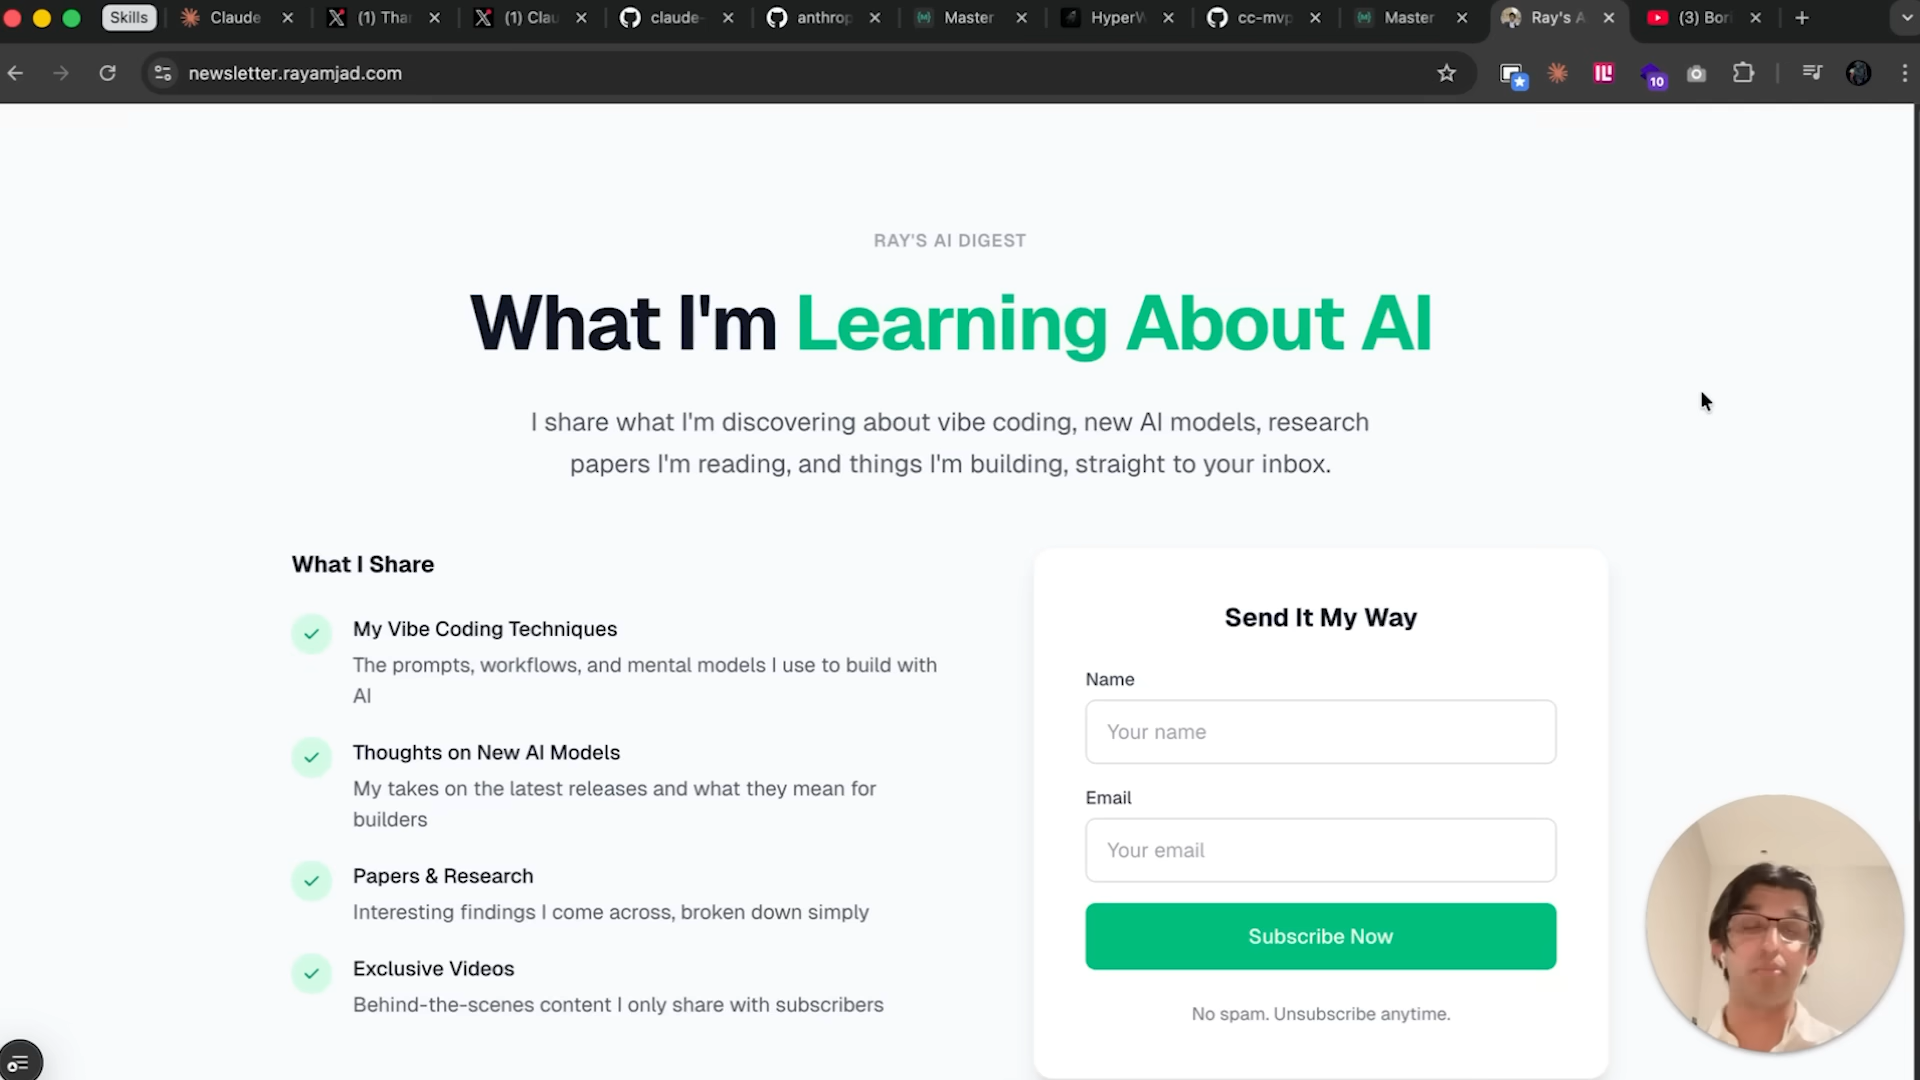 Skills
Claude
(1) Tha
(1) Clau
claude-
anthrop
Master
HyperW
cc-mvp
Master
Ray's A
(3) Bori
newsletter.rayamjad.com
10
RAY'S AI DIGEST
What I'm Learning About AI
I share what I'm discovering about vibe coding, new AI models, research
papers I'm reading, and things I'm building, straight to your inbox.
What I Share
My Vibe Coding Techniques
The prompts, workflows, and mental models I use to build with
AI
Thoughts on New AI Models
My takes on the latest releases and what they mean for
builders
Papers & Research
Interesting findings I come across, broken down simply
Exclusive Videos
Behind-the-scenes content I only share with subscribers
Send It My Way
Name
Your name
Email
Your email
Subscribe Now
No spam. Unsubscribe anytime.